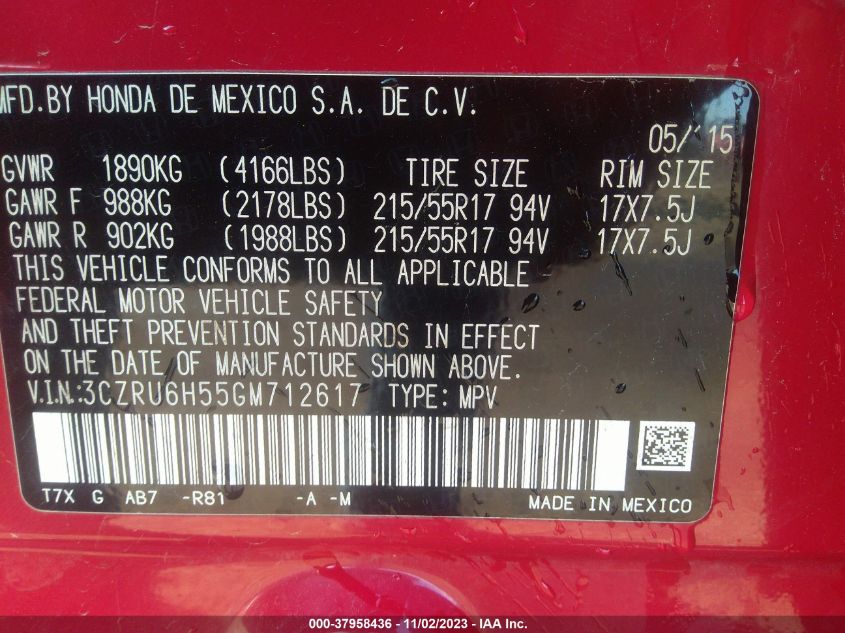 MFD.BY HONDA DE MEXICO S.A. DE C.V.
05/'15
GVWR 1890KG (4166LBS) TIRE SIZE RIM SIZE
GAWR F 988KG (2178LBS) 215/55R17 94V 17X7.5J
GAWR R 902KG (1988LBS) 215/55R17 94V 17X7.5J
THIS VEHICLE CONFORMS TO ALL APPLICABLE
FEDERAL MOTOR VEHICLE SAFETY
AND THEFT PREVENTION STANDARDS IN EFFECT
ON THE DATE OF MANUFACTURE SHOWN ABOVE.
V.I.N:3CZRU6H55GM712617 TYPE:MPV
T7X G AB7 -R81 -A -M MADE IN MEXICO
000-37958436 - 11/02/2023 - IAA Inc.